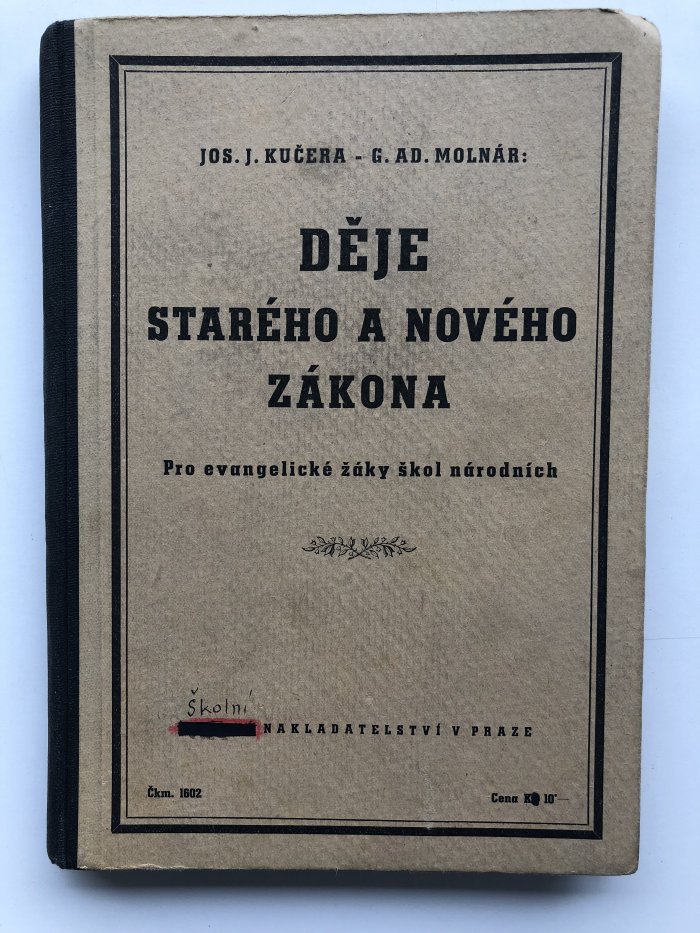 JOS. J. KUČERA - G. AD. MOLNÁR:
DĚJE
STARÉHO A NOVÉHO
ZÁKONA
Pro evangelické žáky škol národních
Školní
NAKLADATELSTVÍ V PRAZE
Čkm. 1602
Cena K 10·—